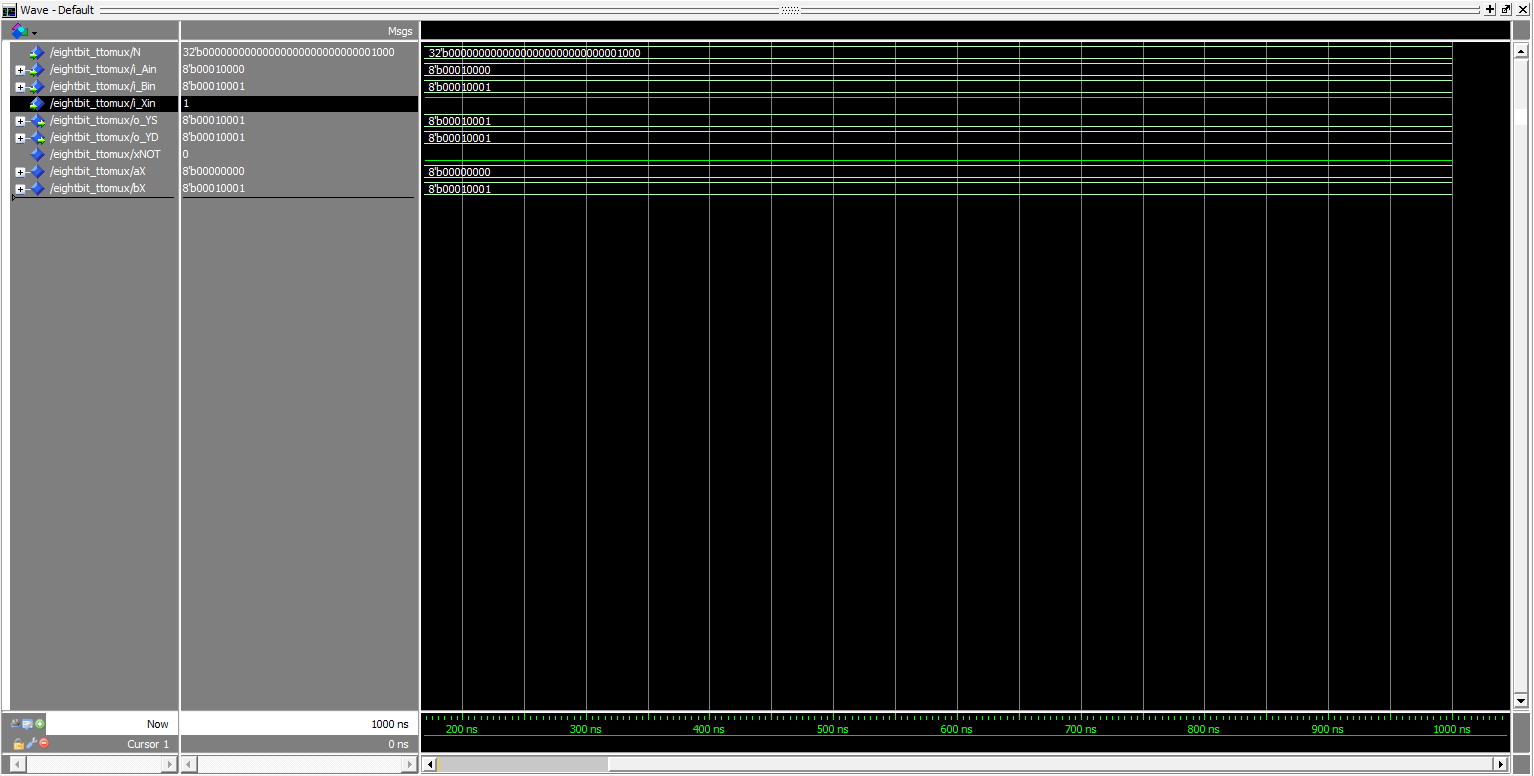 Wave - Default
Msgs
/eightbit_ttomux/N 32'b00000000000000000000000000001000 32'b00000000000000000000000000001000
/eightbit_ttomux/i_Ain 8'b00010000 8'b00010000
/eightbit_ttomux/i_Bin 8'b00010001 8'b00010001
/eightbit_ttomux/i_Xin 1
/eightbit_ttomux/o_YS 8'b00010001 8'b00010001
/eightbit_ttomux/o_YD 8'b00010001 8'b00010001
/eightbit_ttomux/xNOT 0
/eightbit_ttomux/aX 8'b00000000 8'b00000000
/eightbit_ttomux/bX 8'b00010001 8'b00010001
Now 1000 ns 200 ns 300 ns 400 ns 500 ns 600 ns 700 ns 800 ns 900 ns 1000 ns
Cursor 1 0 ns